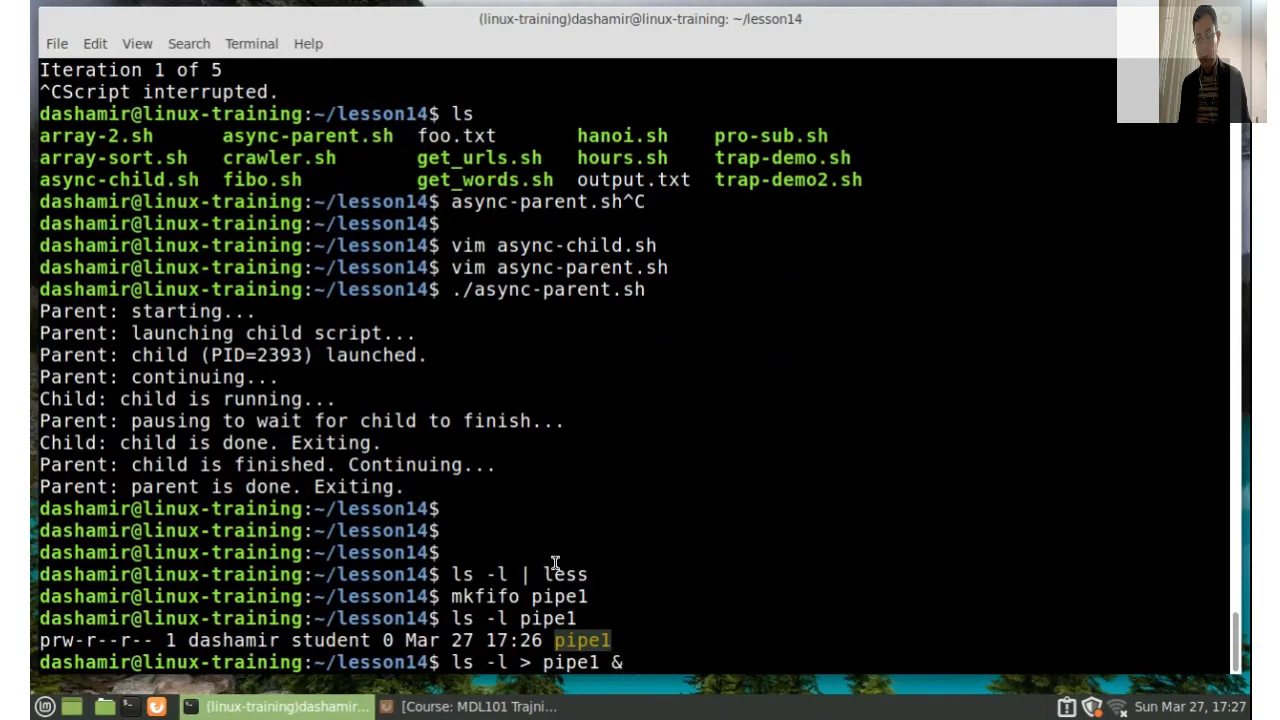 (linux-training)dashamir@linux-training: ~/lesson14
File Edit View Search Terminal Help
Iteration 1 of 5
^CScript interrupted.
dashamir@linux-training:~/lesson14$ ls
array-2.sh async-parent.sh foo.txt hanoi.sh pro-sub.sh
array-sort.sh crawler.sh get_urls.sh hours.sh trap-demo.sh
async-child.sh fibo.sh get_words.sh output.txt trap-demo2.sh
dashamir@linux-training:~/lesson14$ async-parent.sh^C
dashamir@linux-training:~/lesson14$
dashamir@linux-training:~/lesson14$ vim async-child.sh
dashamir@linux-training:~/lesson14$ vim async-parent.sh
dashamir@linux-training:~/lesson14$ ./async-parent.sh
Parent: starting...
Parent: launching child script...
Parent: child (PID=2393) launched.
Parent: continuing...
Child: child is running...
Parent: pausing to wait for child to finish...
Child: child is done. Exiting.
Parent: child is finished. Continuing...
Parent: parent is done. Exiting.
dashamir@linux-training:~/lesson14$
dashamir@linux-training:~/lesson14$
dashamir@linux-training:~/lesson14$
dashamir@linux-training:~/lesson14$ ls -l | less
dashamir@linux-training:~/lesson14$ mkfifo pipe1
dashamir@linux-training:~/lesson14$ ls -l pipe1
prw-r--r-- 1 dashamir student 0 Mar 27 17:26 pipe1
dashamir@linux-training:~/lesson14$ ls -l > pipe1 &
(linux-training)dashamir... [Course: MDL101 Trajni... Sun Mar 27, 17:27